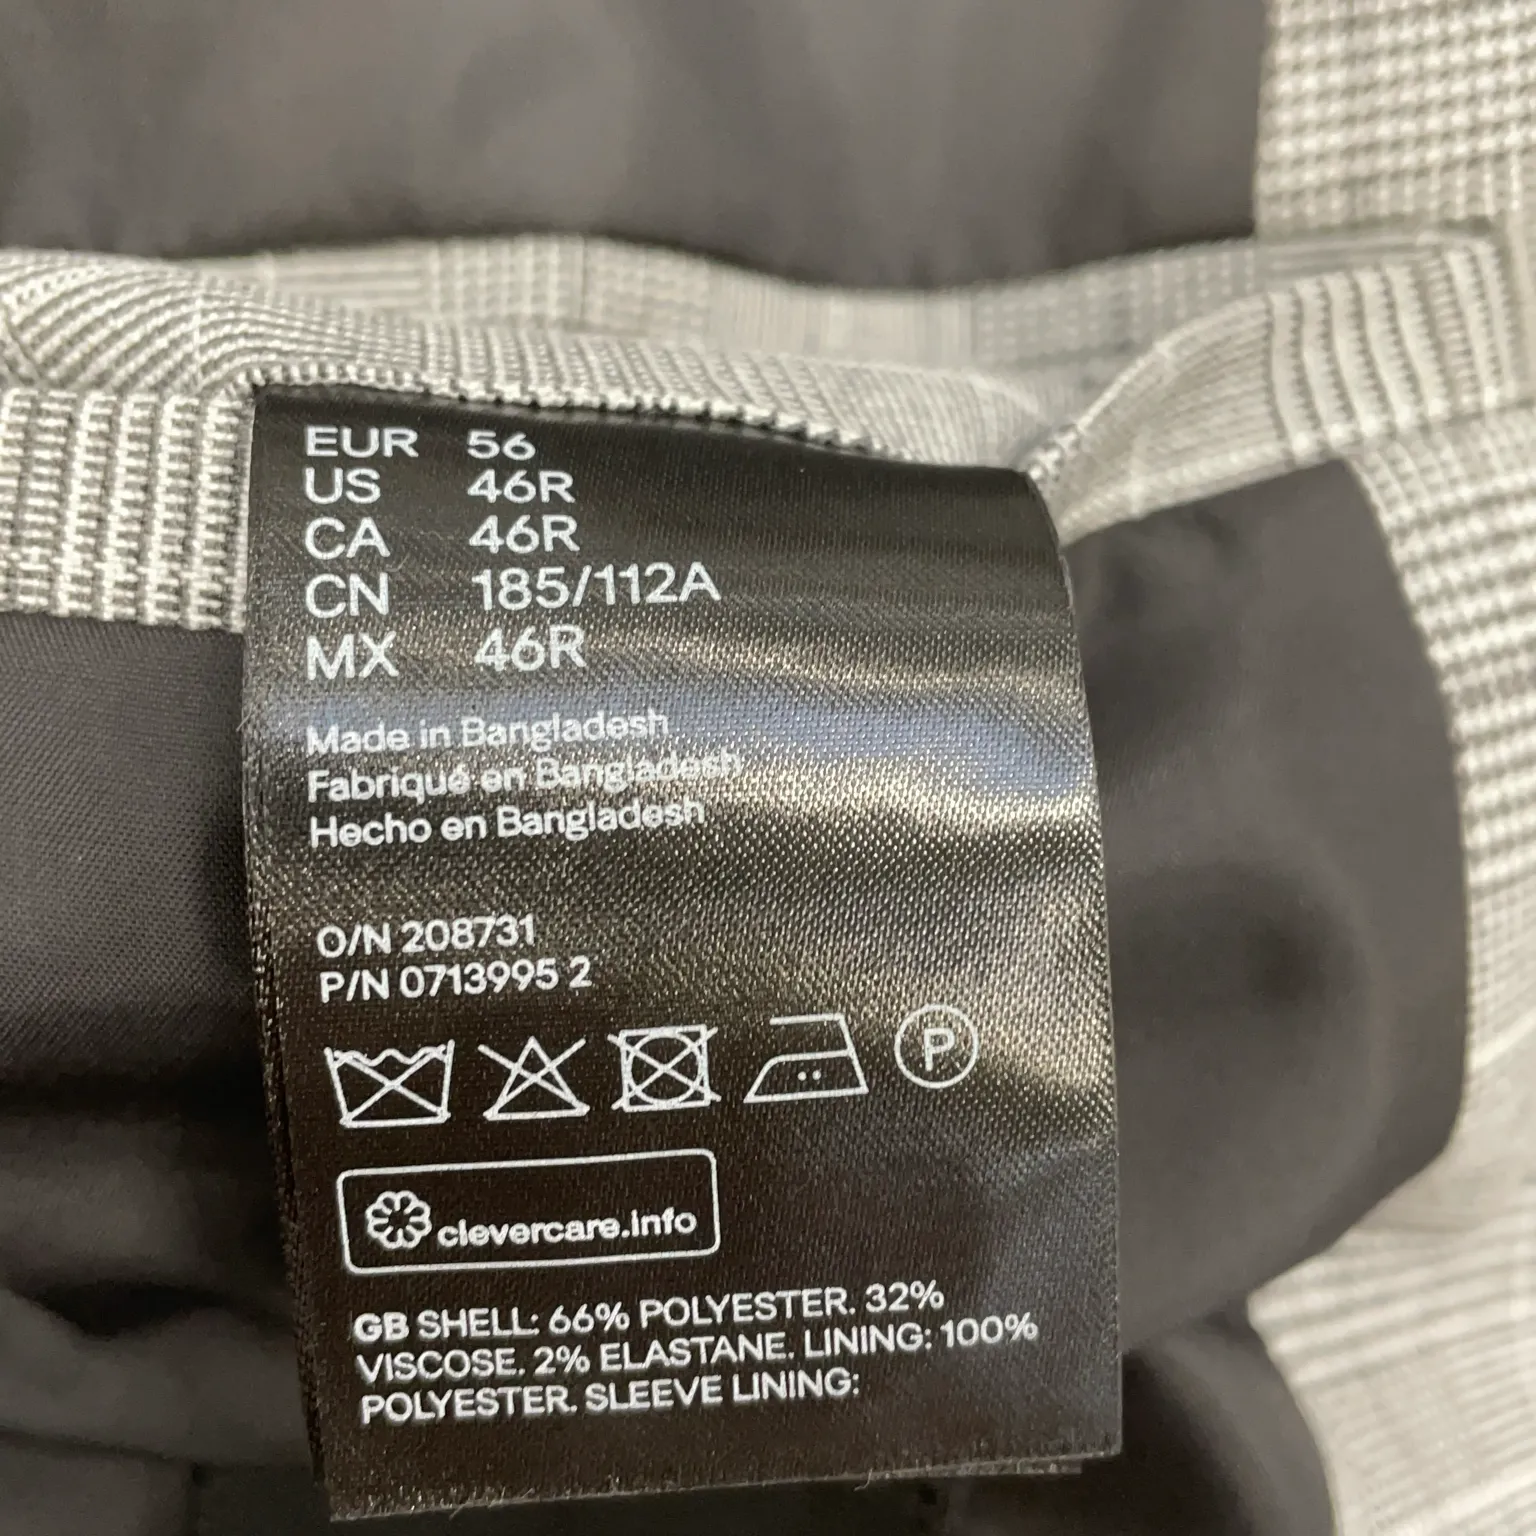 EUR 56
US 46R
CA 46R
CN 185/112A
MX 46R
Made in Bangladesh
Fabriqué en Bangladesh
Hecho en Bangladesh
O/N 208731
P/N 0713995 2
P
clevercare.info
GB SHELL: 66% POLYESTER. 32%
VISCOSE. 2% ELASTANE. LINING: 100%
POLYESTER. SLEEVE LINING: